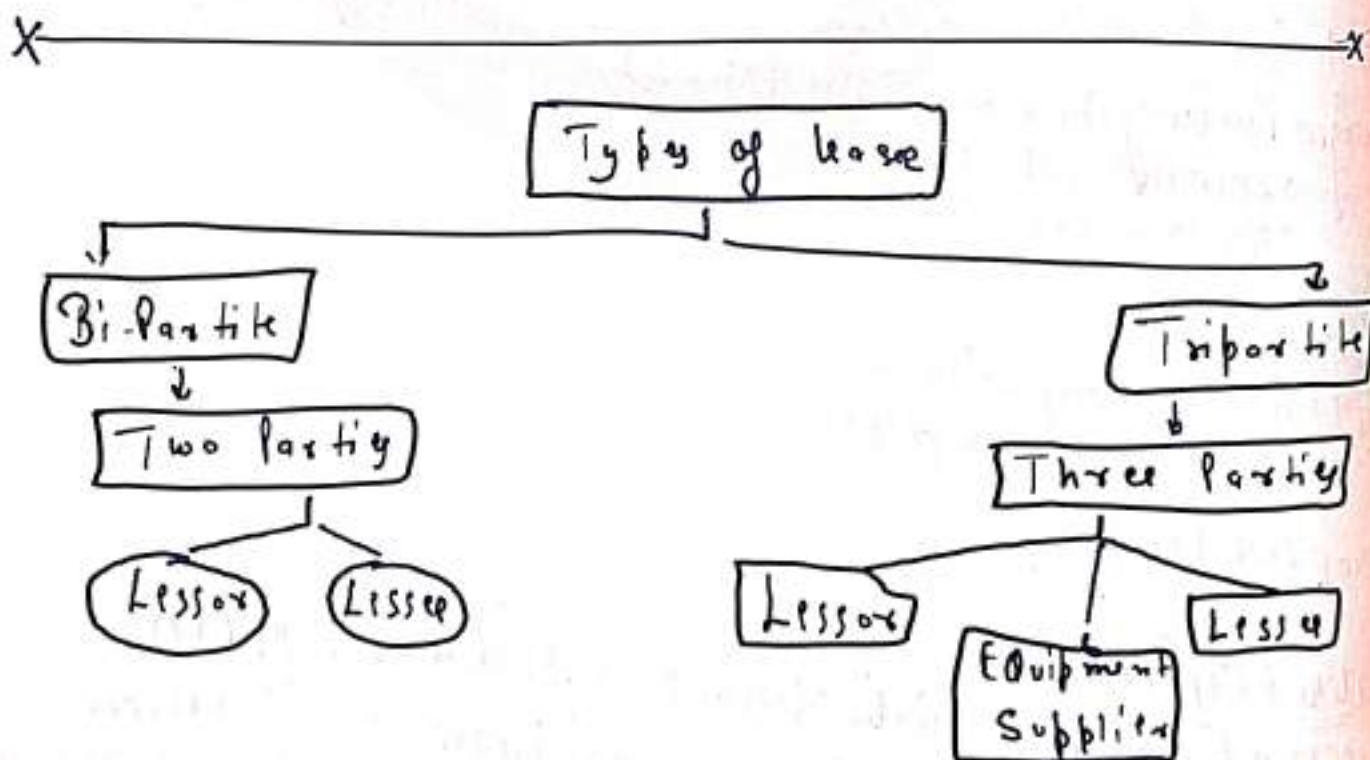 X X
Types of lease
Bi-Partite
Tripartite
Two Parties
Three Parties
Lessor
Lessee
Lessor
Equipment
Supplier
Lessee